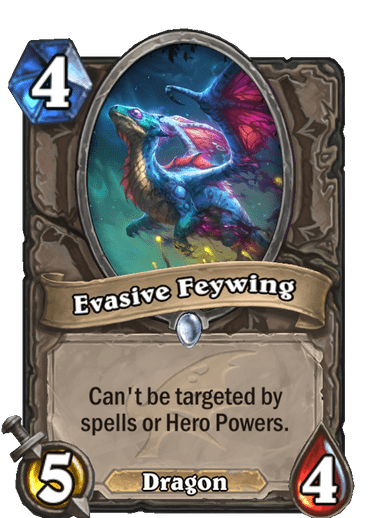 4
Evasive Feywing
Can't be targeted by
spells or Hero Powers.
5
Dragon
4